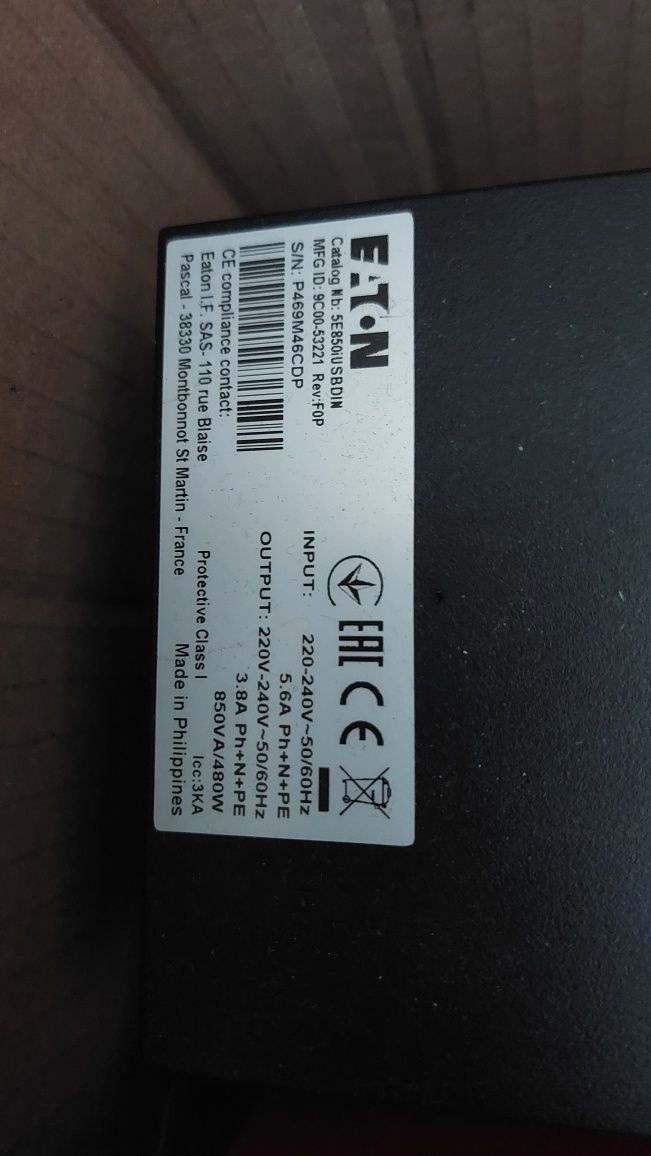 EATON
Catalog Nb: 5E850iUSBDIN
MFG ID: 9C00-53221 Rev:F0P
S/N: P469M46CDP
CE compliance contact:
Eaton I.F. SAS- 110 rue Blaise
Pascal - 38330 Montbonnot St Martin - France
EAC CE
INPUT: 220-240V~50/60Hz
5.6A Ph+N+PE
OUTPUT: 220V-240V~50/60Hz
3.8A Ph+N+PE
850VA/480W
Protective Class I Icc:3KA
Made in Philippines